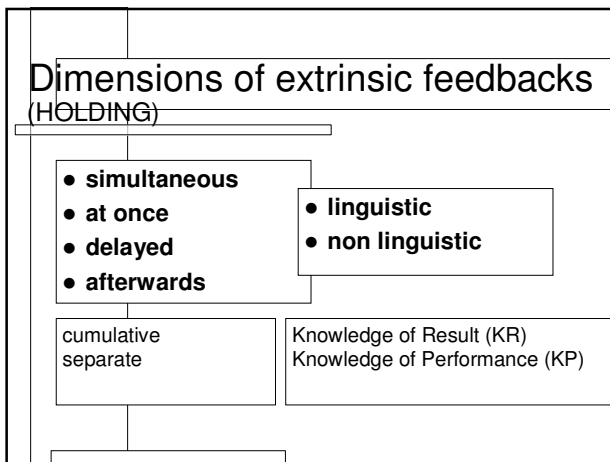 Dimensions of extrinsic feedbacks
(HOLDING)
● simultaneous
● at once
● delayed
● afterwards
● linguistic
● non linguistic
cumulative
separate
Knowledge of Result (KR)
Knowledge of Performance (KP)